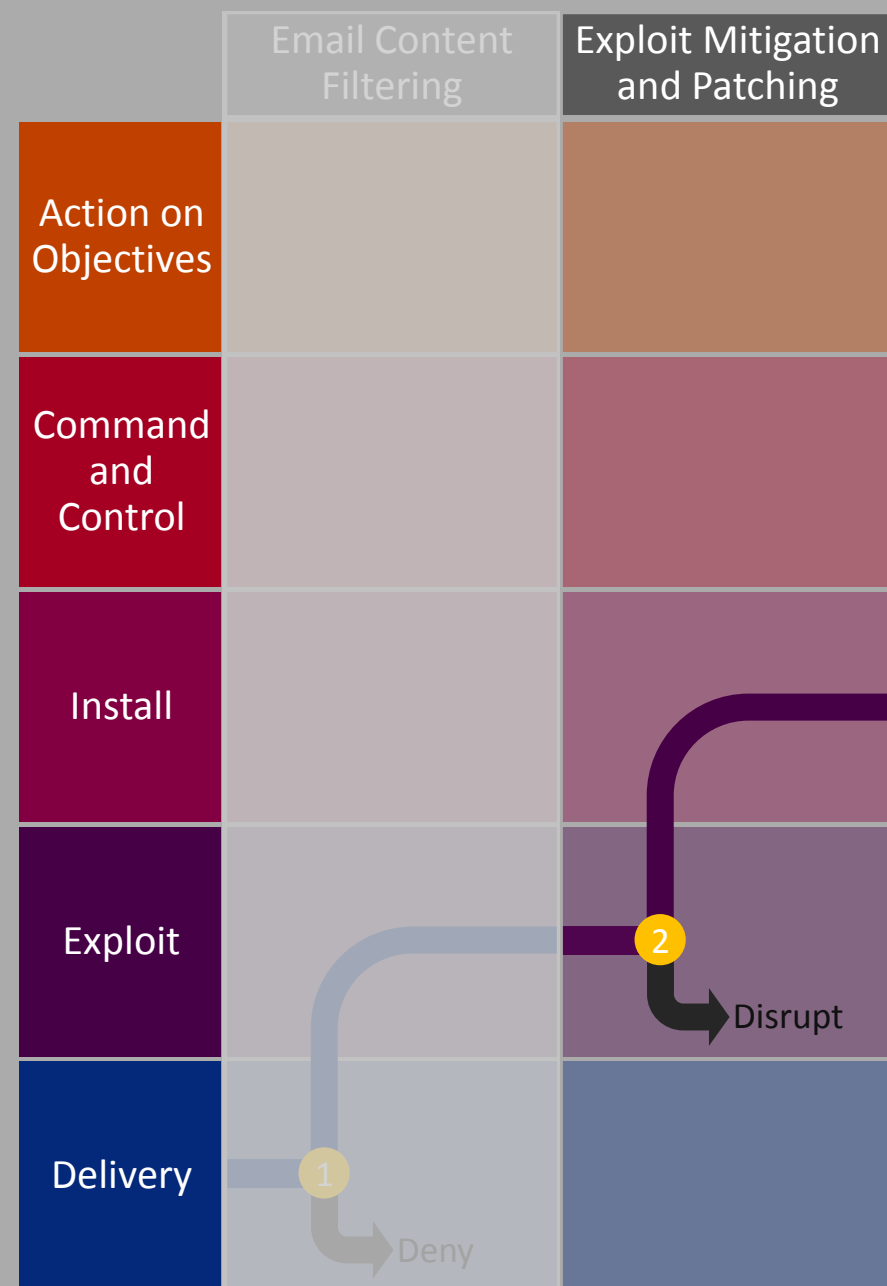 Email Content
Filtering
Exploit Mitigation
and Patching
Action on
Objectives
Command
and
Control
Install
Exploit
2
Disrupt
Delivery
1
Deny